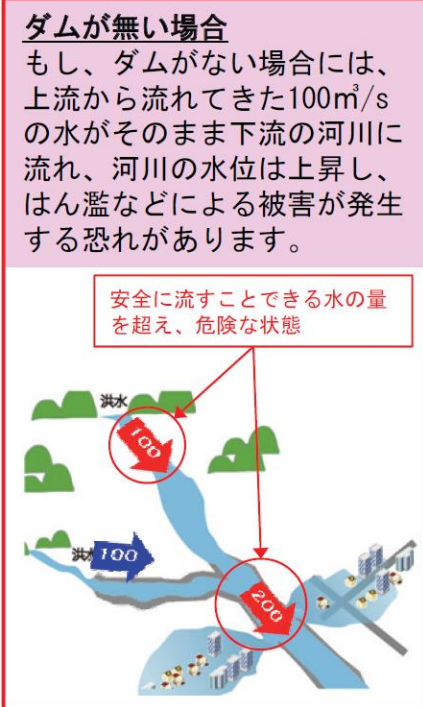 ダムが無い場合
もし、ダムがない場合には、
上流から流れてきた100㎥/s
の水がそのまま下流の河川に
流れ、河川の水位は上昇し、
はん濫などによる被害が発生
する恐れがあります。
安全に流すことできる水の量
を超え、危険な状態
洪水
100
洪水
100
200